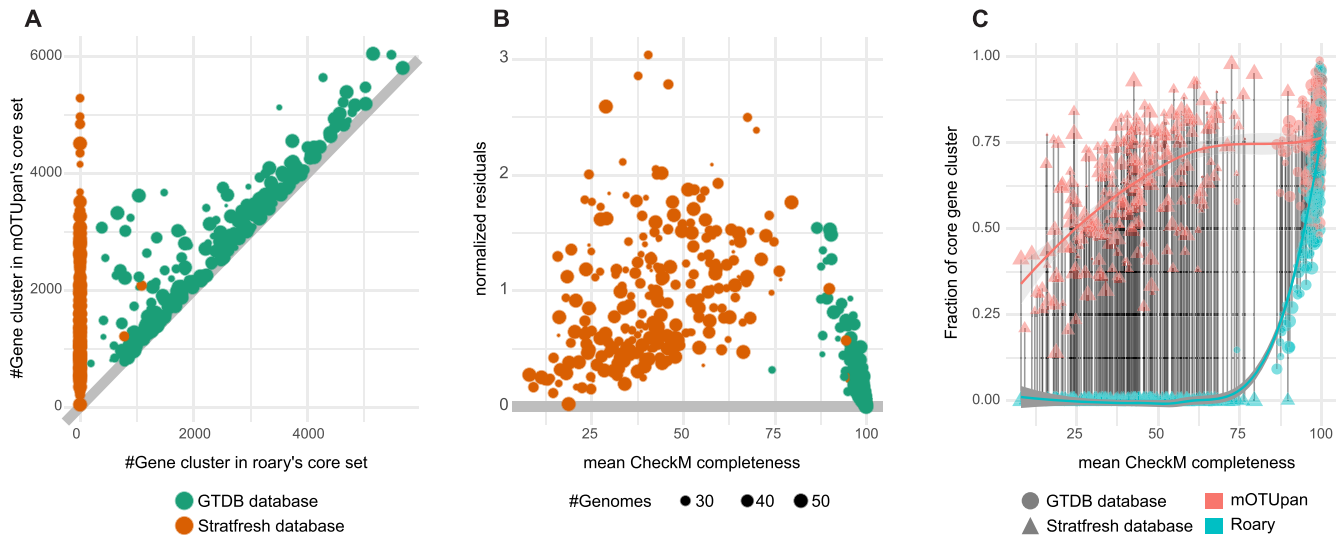 A
#Gene cluster in mOTUpan's core set
6000
4000
2000
0
0 2000 4000
#Gene cluster in roary's core set
GTDB database
Stratfresh database
B
normalized residuals
3
2
1
0
25 50 75 100
mean CheckM completeness
#Genomes 30 40 50
C
Fraction of core gene cluster
1.00
0.75
0.50
0.25
0.00
25 50 75 100
mean CheckM completeness
GTDB database mOTUpan
Stratfresh database Roary